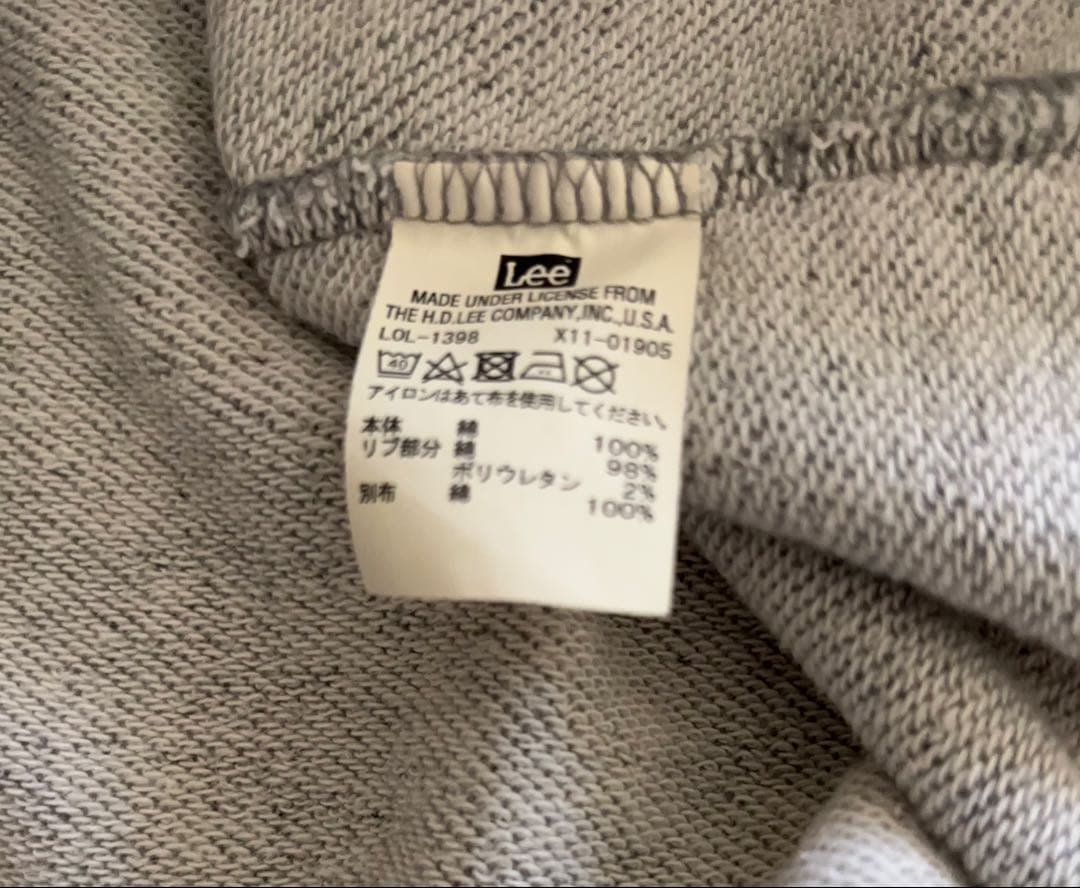 Lee
MADE UNDER LICENSE FROM
THE H.D.LEE COMPANY,INC.,U.S.A.
LOL-1398 X11-01905
40
アイロンはあて布を使用してください。
本体 綿 100%
リブ部分 綿 98%
ポリウレタン 2%
別布 綿 100%